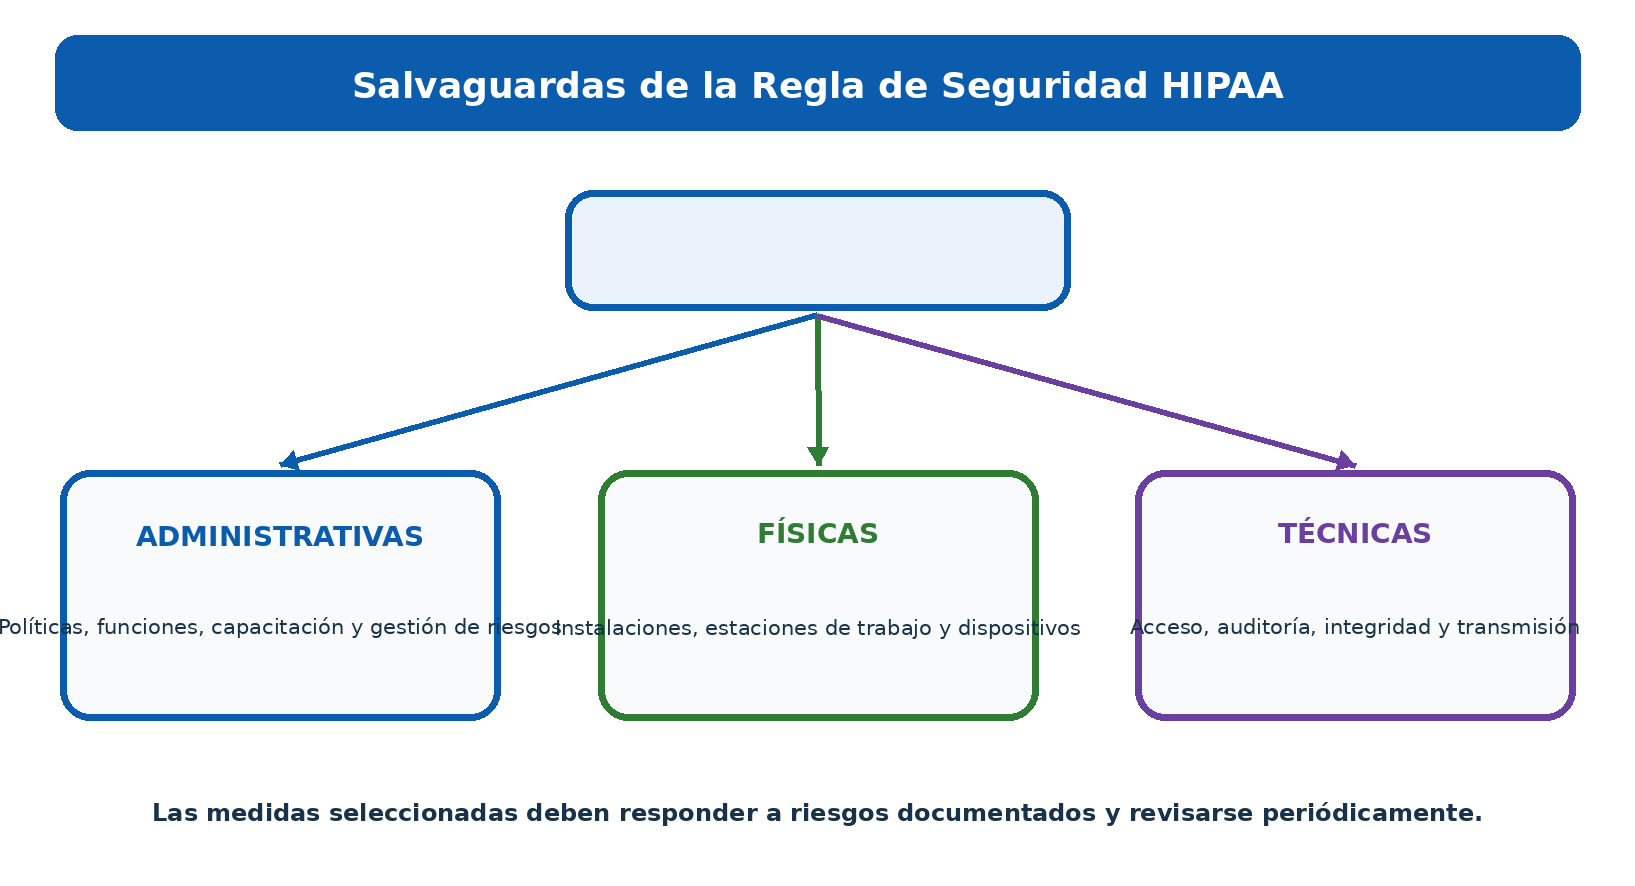 Salvaguardas de la Regla de Seguridad HIPAA
ADMINISTRATIVAS
Políticas, funciones, capacitación y gestión de riesgos
FÍSICAS
Instalaciones, estaciones de trabajo y dispositivos
TÉCNICAS
Acceso, auditoría, integridad y transmisión
Las medidas seleccionadas deben responder a riesgos documentados y revisarse periódicamente.